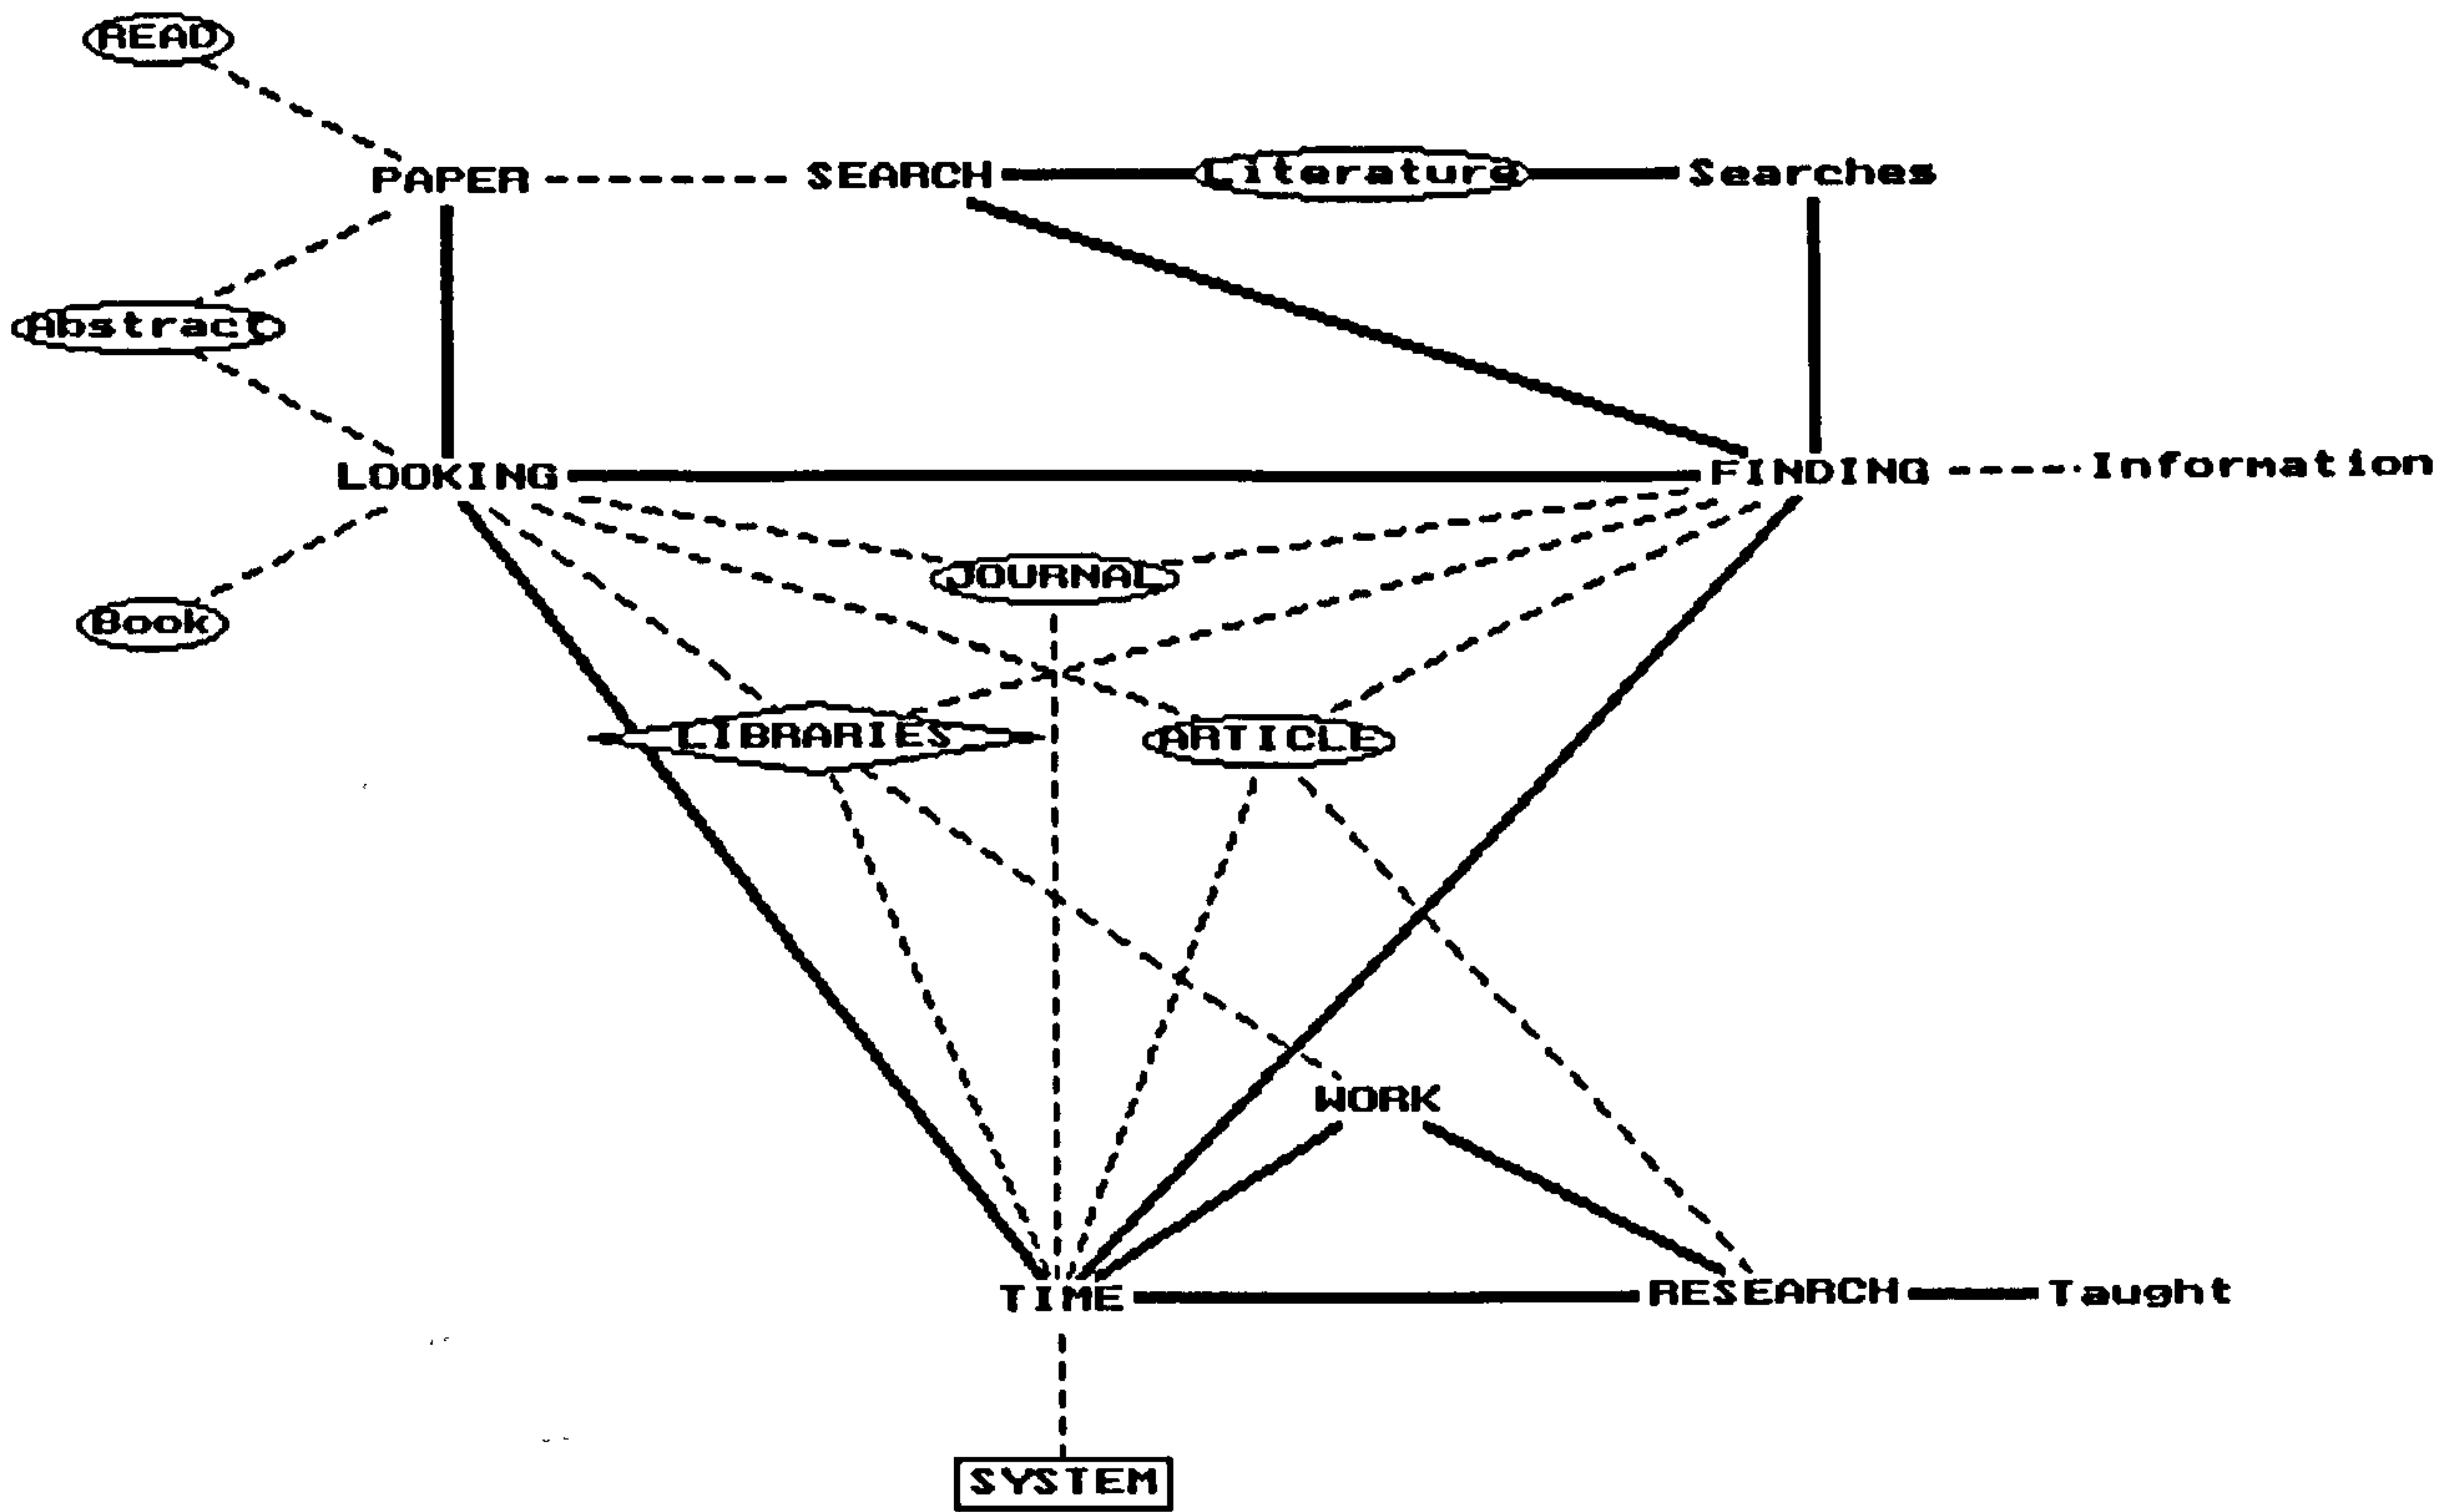 READ
PAPER SEARCH Literature Searches
Abstract
LOOKING FINDING Information
JOURNAL
Book
LIBRARIES ARTICLE
WORK
TIME RESEARCH Taught
SYSTEM